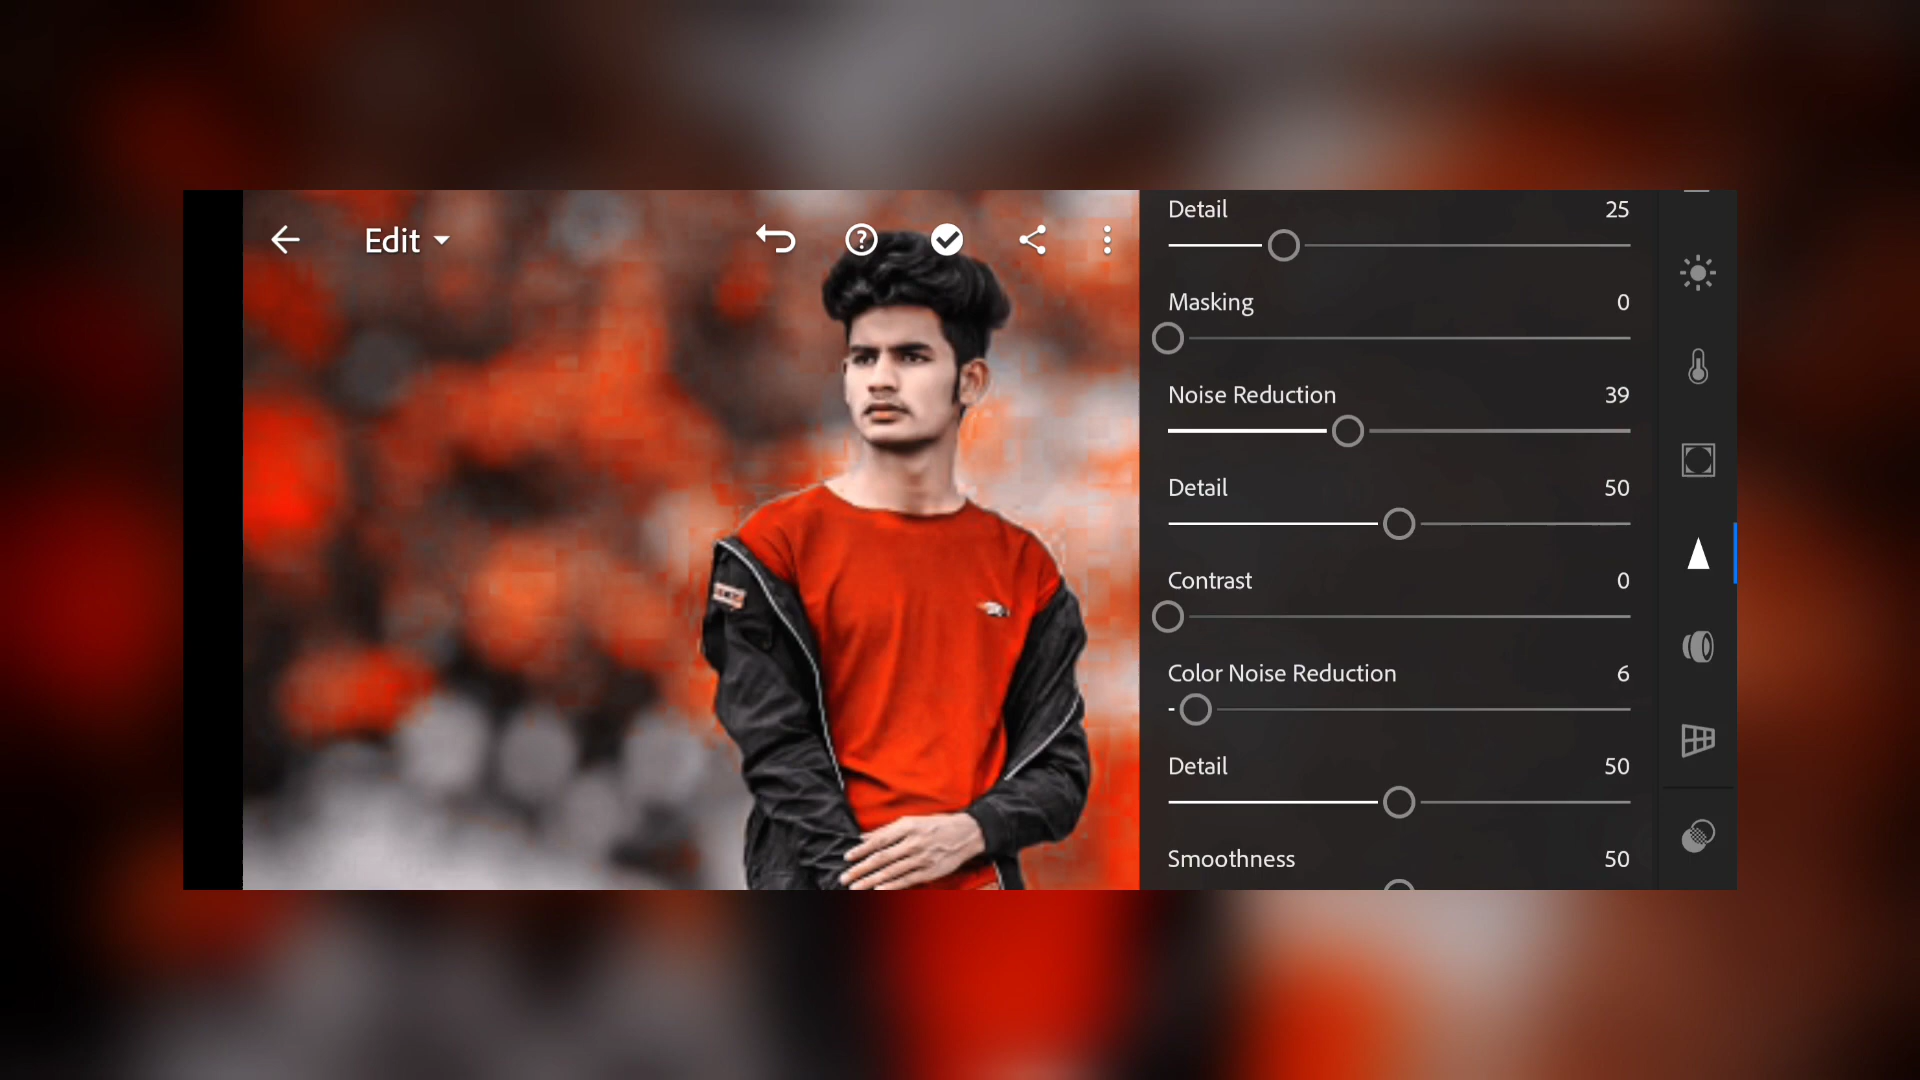 Edit
Detail 25
Masking 0
Noise Reduction 39
Detail 50
Contrast 0
Color Noise Reduction 6
Detail 50
Smoothness 50